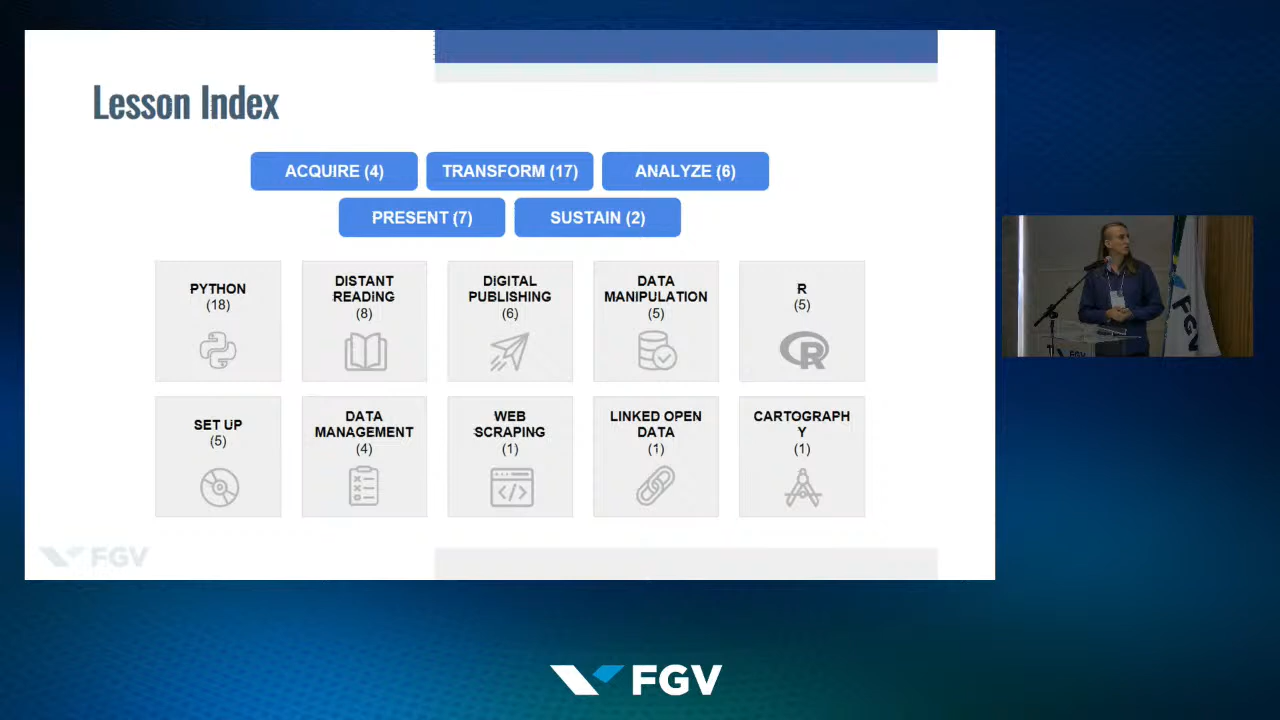 Lesson Index
ACQUIRE (4)
TRANSFORM (17)
ANALYZE (6)
PRESENT (7)
SUSTAIN (2)
PYTHON
(18)
DISTANT
READING
(8)
DIGITAL
PUBLISHING
(6)
DATA
MANIPULATION
(5)
R
(5)
R
SET UP
(5)
DATA
MANAGEMENT
(4)
WEB
SCRAPING
(1)
</>
LINKED OPEN
DATA
(1)
CARTOGRAPH
Y
(1)
FGV
FGV
FGV
FGV